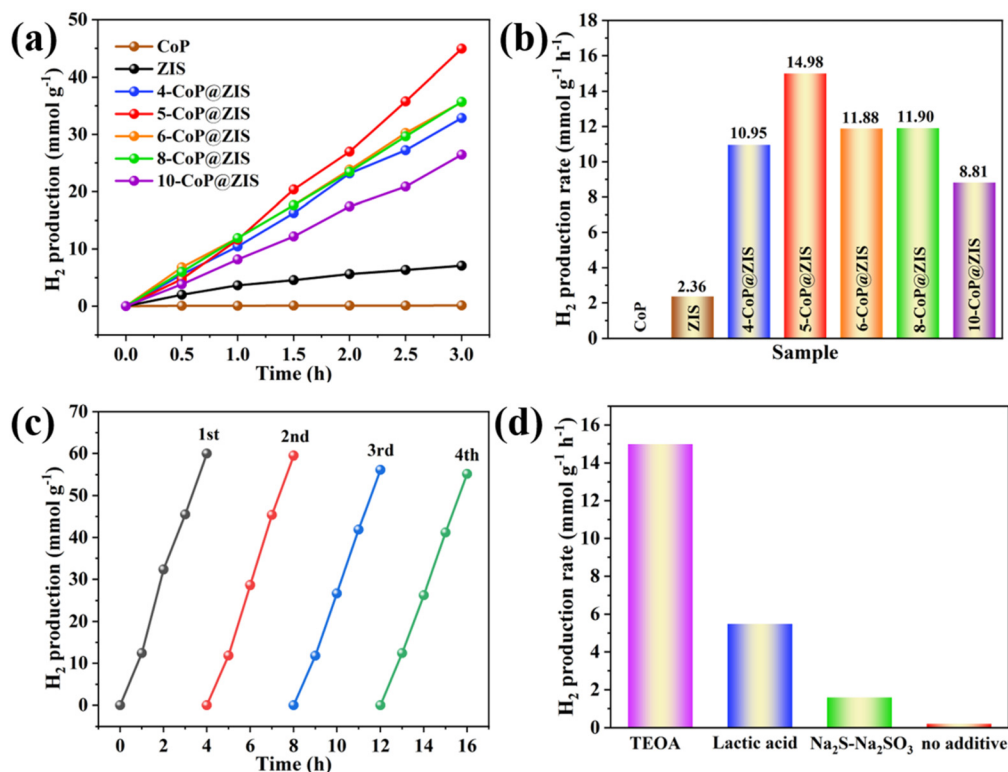 (a)
H₂ production (mmol g⁻¹)
50
40
30
20
10
0
CoP
ZIS
4-CoP@ZIS
5-CoP@ZIS
6-CoP@ZIS
8-CoP@ZIS
10-CoP@ZIS
0.0 0.5 1.0 1.5 2.0 2.5 3.0
Time (h)
(b)
H₂ production rate (mmol g⁻¹ h⁻¹)
18
16
14
12
10
8
6
4
2
0
2.36
10.95
14.98
11.88
11.90
8.81
CoP
ZIS
4-CoP@ZIS
5-CoP@ZIS
6-CoP@ZIS
8-CoP@ZIS
10-CoP@ZIS
Sample
(c)
H₂ production (mmol g⁻¹)
70
60
50
40
30
20
10
0
1st
2nd
3rd
4th
0 2 4 6 8 10 12 14 16
Time (h)
(d)
H₂ production rate (mmol g⁻¹ h⁻¹)
16
14
12
10
8
6
4
2
0
TEOA Lactic acid Na₂S-Na₂SO₃ no additive